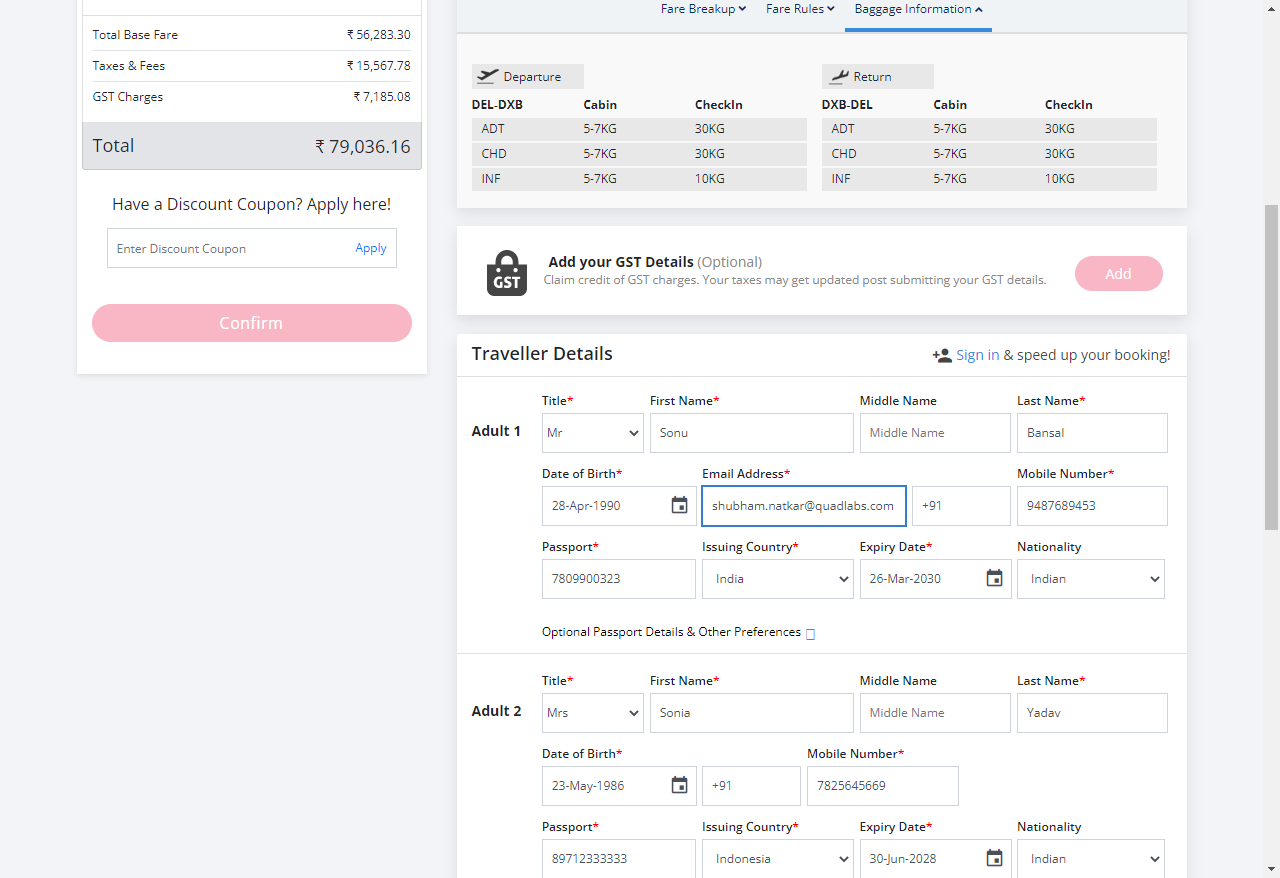 Total Base Fare ₹ 56,283.30
Taxes & Fees ₹ 15,567.78
GST Charges ₹ 7,185.08
Total ₹ 79,036.16
Have a Discount Coupon? Apply here!
Enter Discount Coupon Apply
Confirm
Fare Breakup Fare Rules Baggage Information
Departure
DEL-DXB Cabin CheckIn
ADT 5-7KG 30KG
CHD 5-7KG 30KG
INF 5-7KG 10KG
Return
DXB-DEL Cabin CheckIn
ADT 5-7KG 30KG
CHD 5-7KG 30KG
INF 5-7KG 10KG
GST
Add your GST Details (Optional)
Claim credit of GST charges. Your taxes may get updated post submitting your GST details.
Add
Traveller Details Sign in & speed up your booking!
Title* First Name* Middle Name Last Name*
Adult 1 Mr Sonu Middle Name Bansal
Date of Birth* Email Address* Mobile Number*
28-Apr-1990 shubham.natkar@quadlabs.com +91 9487689453
Passport* Issuing Country* Expiry Date* Nationality
7809900323 India 26-Mar-2030 Indian
Optional Passport Details & Other Preferences
Title* First Name* Middle Name Last Name*
Adult 2 Mrs Sonia Middle Name Yadav
Date of Birth* Mobile Number*
23-May-1986 +91 7825645669
Passport* Issuing Country* Expiry Date* Nationality
89712333333 Indonesia 30-Jun-2028 Indian